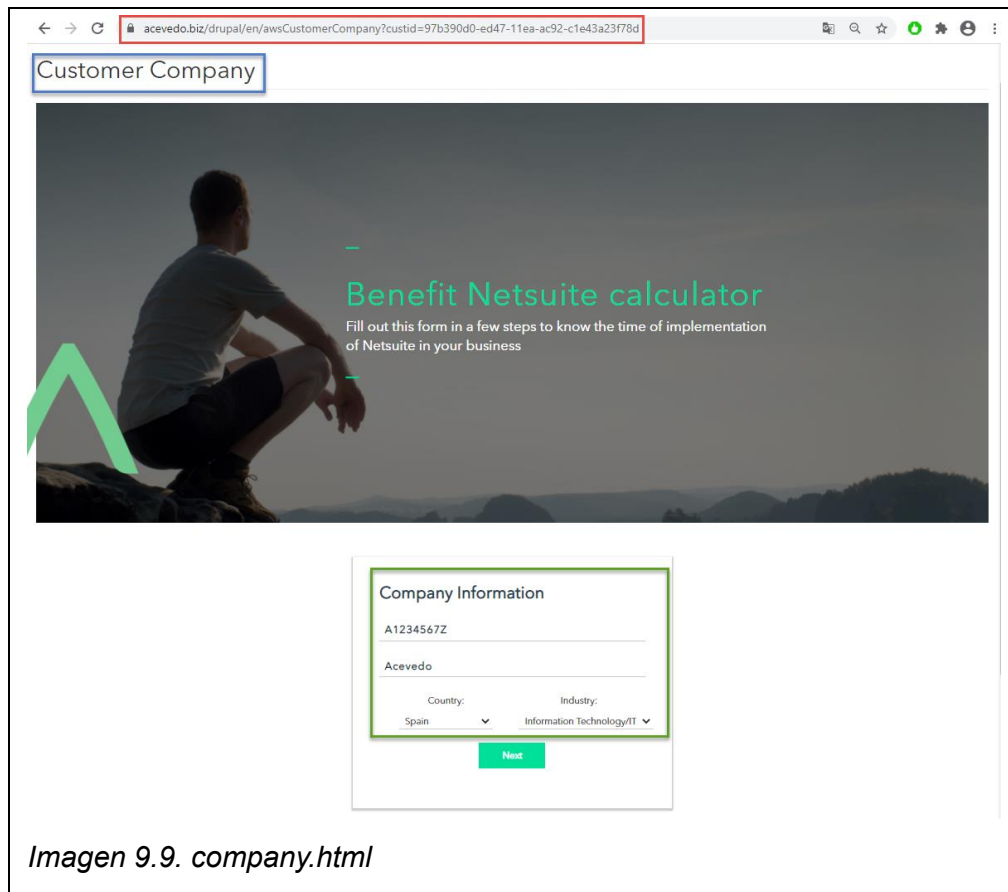 acevedo.biz/drupal/en/awsCustomerCompany?custid=97b390d0-ed47-11ea-ac92-c1e43a23f78d
Customer Company
Benefit Netsuite calculator
Fill out this form in a few steps to know the time of implementation
of Netsuite in your business
Company Information
A1234567Z
Acevedo
Country: Industry:
Spain Information Technology/IT
Next
Imagen 9.9. company.html